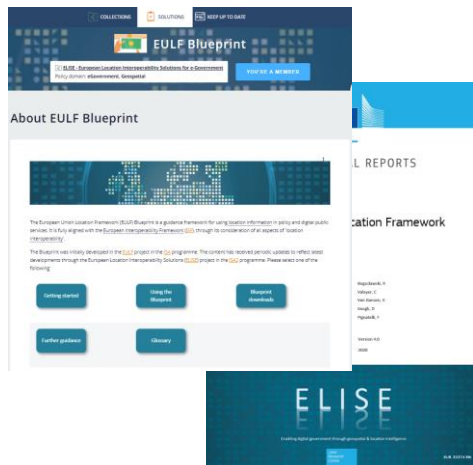 COLLECTIONS
SOLUTIONS
KEEP UP TO DATE
EULF Blueprint
ELISE - European Location Interoperability Solutions for e-Government
Policy domain: eGovernment, Geospatial
YOU'RE A MEMBER
About EULF Blueprint
The European Union Location Framework (EULF) Blueprint is a guidance framework for using location information in policy and digital public
services. It is fully aligned with the European Interoperability Framework (EIF), through its consideration of all aspects of location
interoperability.
The Blueprint was initially developed in the EULF project in the ISA programme. The content has received periodic updates to reflect latest
developments through the European Location Interoperability Solutions (ELISE) project in the ISA² programme. Please select one of the
following:
Getting started
Using the
Blueprint
Blueprint
downloads
Further guidance
Glossary
L REPORTS
cation Framework
Version
2020
ELISE
Enabling digital government through geospatial & location intelligence